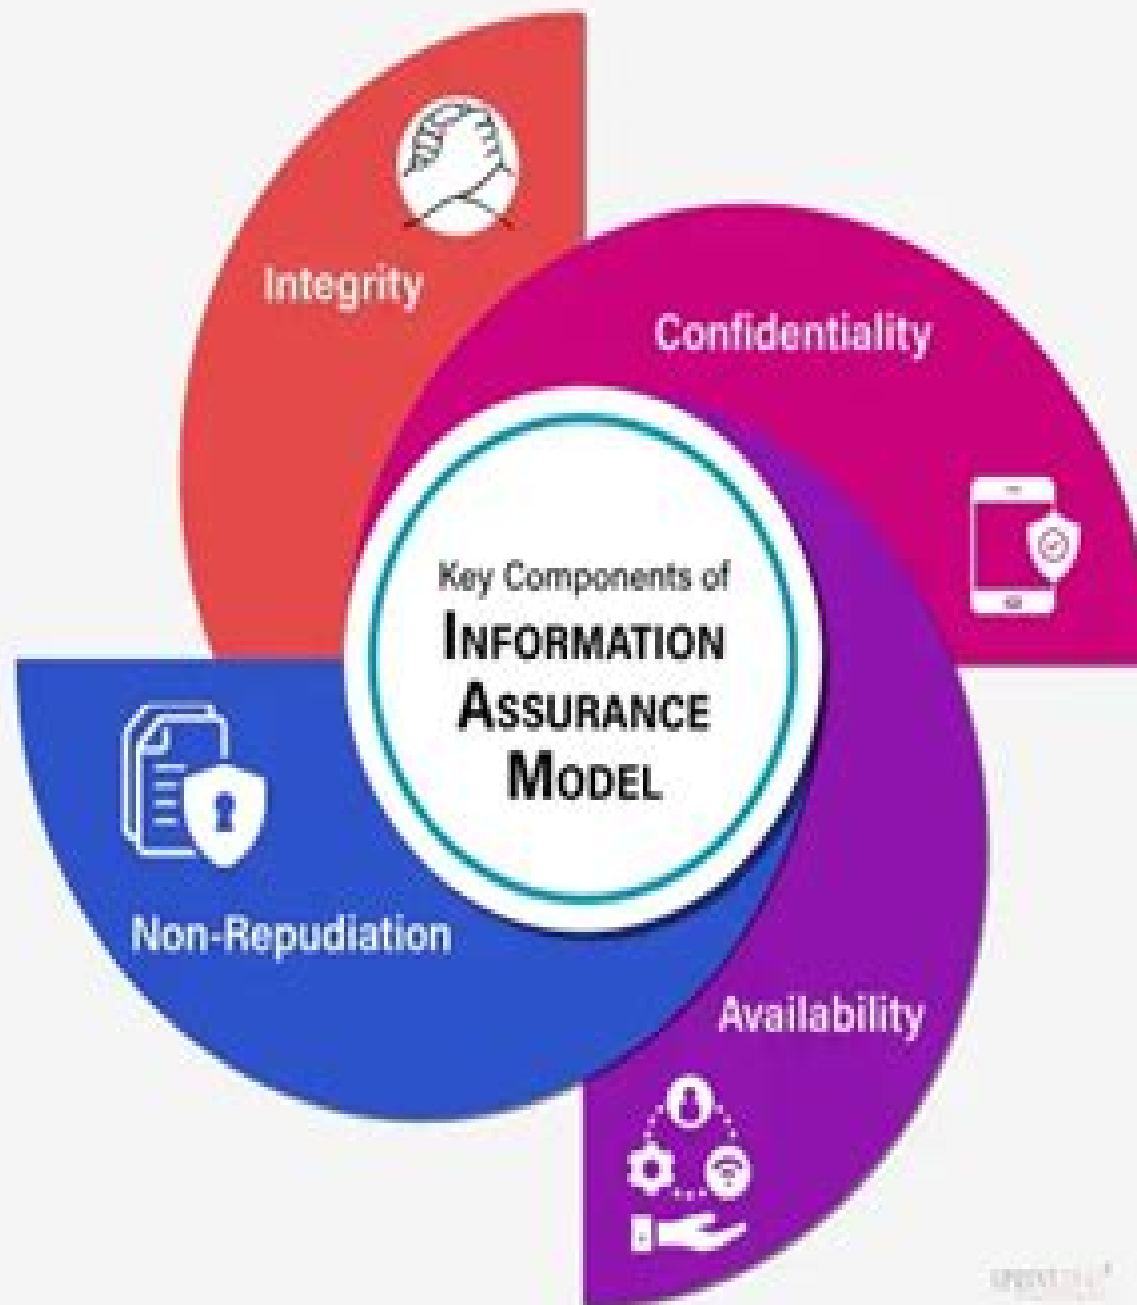 Integrity
Confidentiality
Key Components of
INFORMATION
ASSURANCE
MODEL
Non-Repudiation
Availability